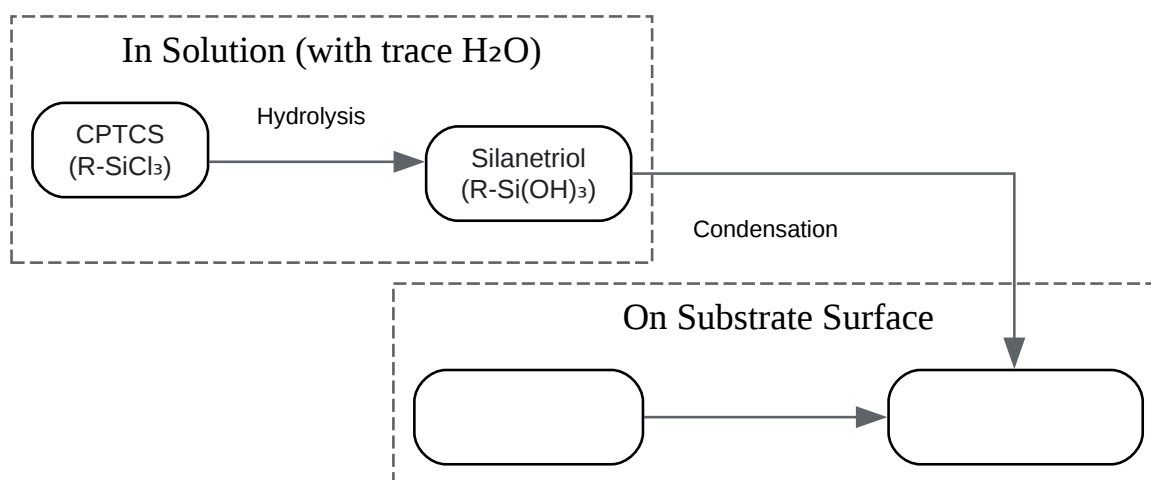 In Solution (with trace H₂O)
CPTCS
(R-SiCl₃)
Hydrolysis
Silanetriol
(R-Si(OH)₃)
Condensation
On Substrate Surface